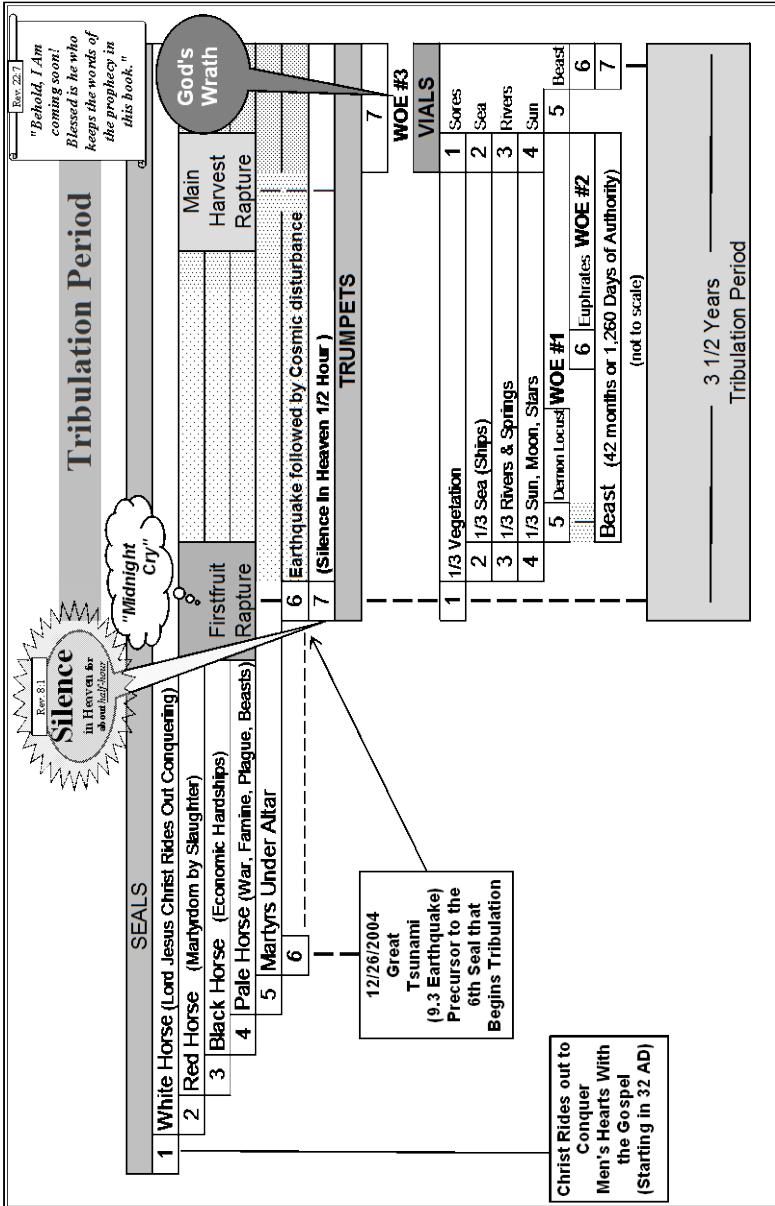 Rev. 22:7
"Behold, I Am
coming soon!
Blessed is he who
keeps the words of
the prophecy in
this book."
Tribulation Period
Rev. 8:1
Silence
in Heaven for
about half-hour
"Midnight
Cry"
God's
Wrath
SEALS
1 White Horse (Lord Jesus Christ Rides Out Conquering)
2 Red Horse (Martyrdom by Slaughter)
3 Black Horse (Economic Hardships)
4 Pale Horse (War, Famine, Plague, Beasts)
5 Martyrs Under Altar
6
Firstfruit
Rapture
Main
Harvest
Rapture
6 Earthquake followed by Cosmic disturbance
7 (Silence In Heaven 1/2 Hour )
TRUMPETS
7
WOE #3
VIALS
1 1/3 Vegetation
2 1/3 Sea (Ships)
3 1/3 Rivers & Springs
4 1/3 Sun, Moon, Stars
5 Demon Locust WOE #1
6 Euphrates WOE #2
1 Sores
2 Sea
3 Rivers
4 Sun
5 Beast
6
7
Beast (42 months or 1,260 Days of Authority)
(not to scale)
3 1/2 Years
Tribulation Period
12/26/2004
Great
Tsunami
(9.3 Earthquake)
Precursor to the
6th Seal that
Begins Tribulation
Christ Rides out to
Conquer
Men's Hearts With
the Gospel
(Starting in 32 AD)